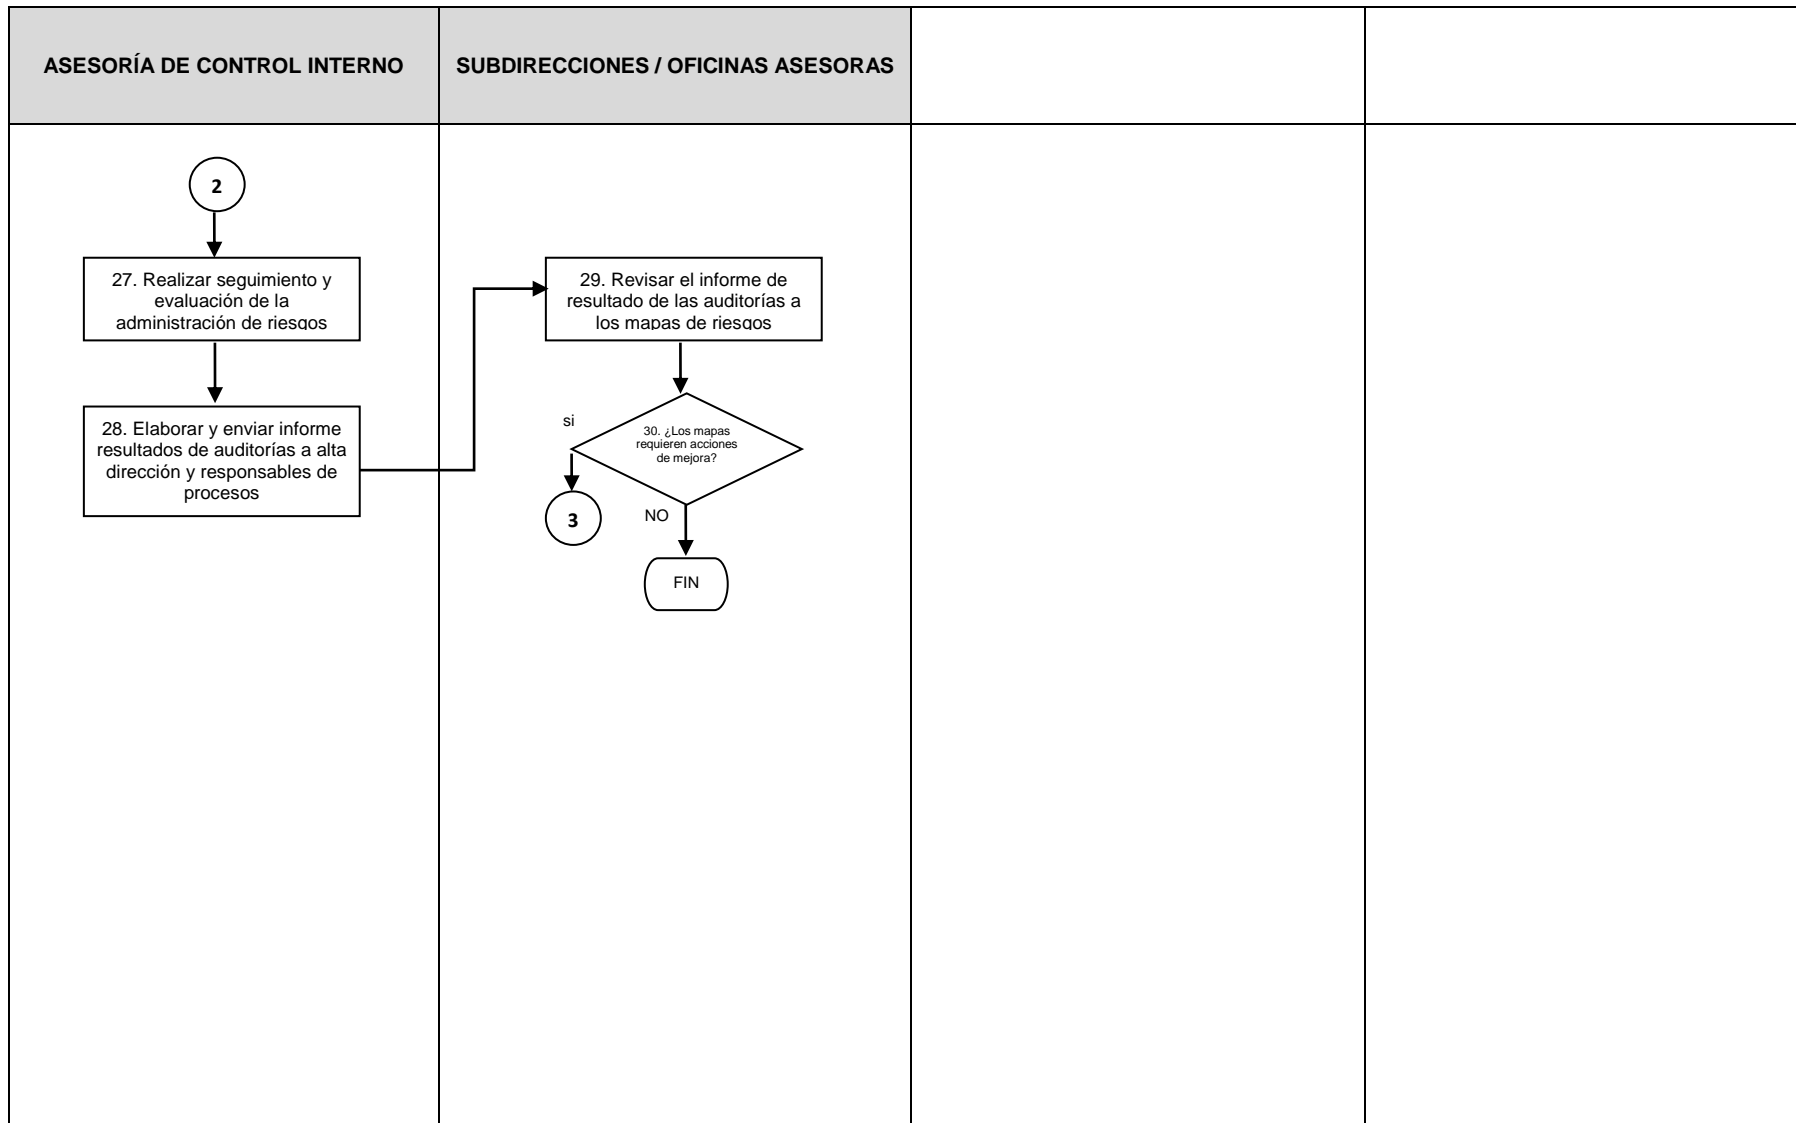 ASESORÍA DE CONTROL INTERNO
SUBDIRECCIONES / OFICINAS ASESORAS
2
27. Realizar seguimiento y
evaluación de la
administración de riesgos
28. Elaborar y enviar informe
resultados de auditorías a alta
dirección y responsables de
procesos
29. Revisar el informe de
resultado de las auditorías a
los mapas de riesgos
si
30. ¿Los mapas
requieren acciones
de mejora?
3
NO
FIN